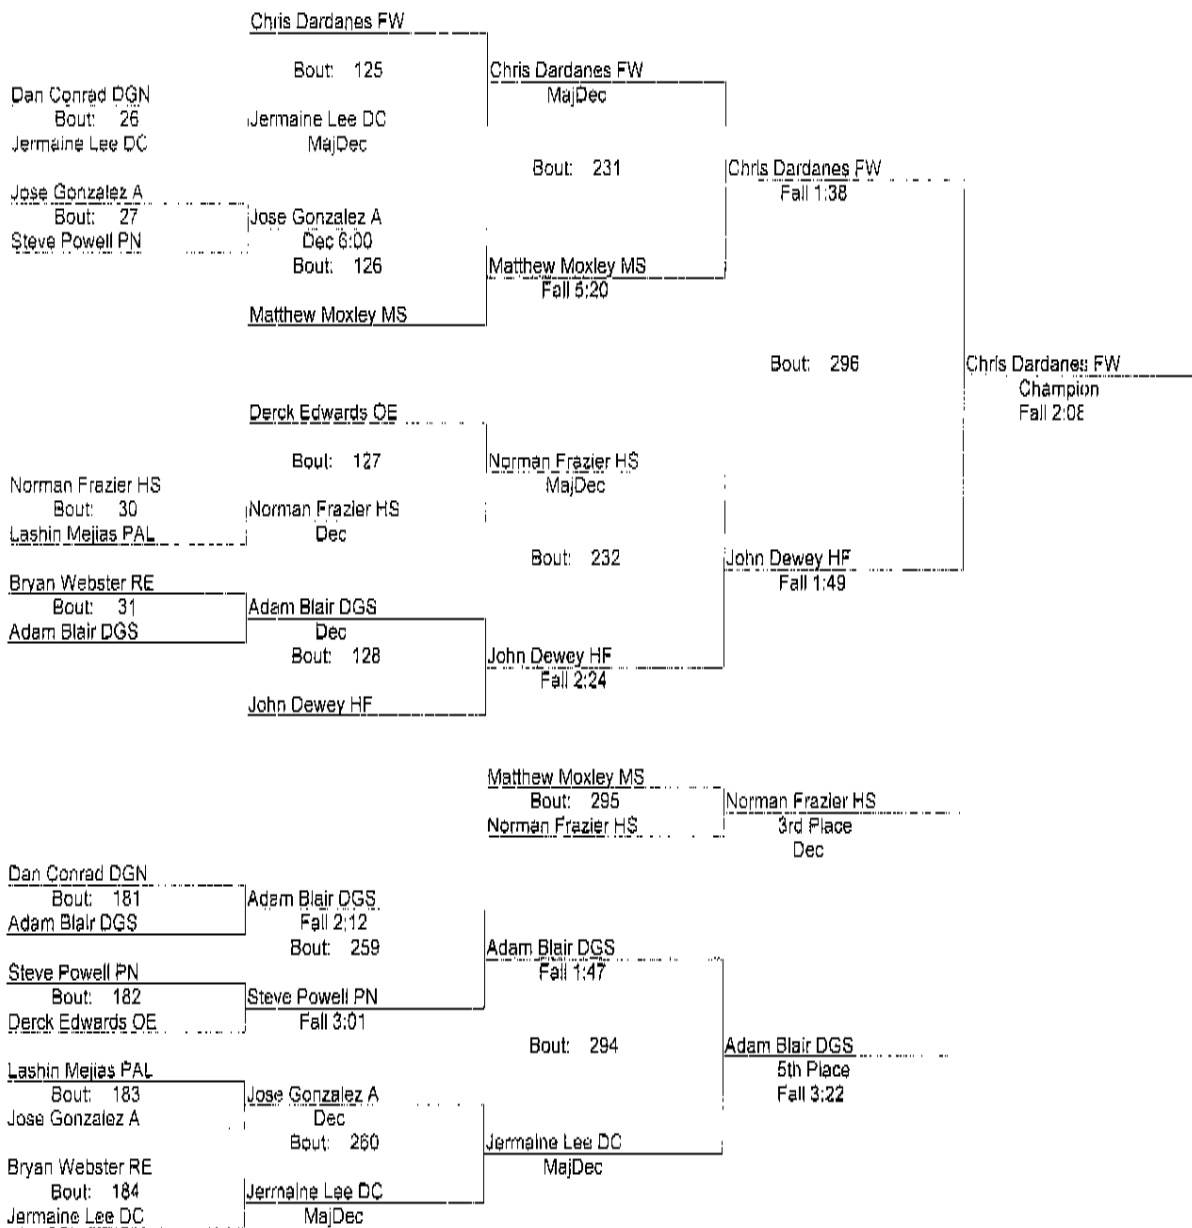 Chris Dardanes FW
Bout: 125
Chris Dardanes FW
MajDec
Dan Conrad DGN
Bout: 26
Jermaine Lee DC
Jermaine Lee DC
MajDec
Bout: 231
Chris Dardanes FW
Fall 1:38
Jose Gonzalez A
Bout: 27
Steve Powell PN
Jose Gonzalez A
Dec 6:00
Bout: 126
Matthew Moxley MS
Fall 5:20
Matthew Moxley MS
Bout: 296
Chris Dardanes FW
Champion
Fall 2:08
Derck Edwards OE
Bout: 127
Norman Frazier HS
MajDec
Norman Frazier HS
Bout: 30
Lashin Mejias PAL
Norman Frazier HS
Dec
Bout: 232
John Dewey HF
Fall 1:49
Bryan Webster RE
Bout: 31
Adam Blair DGS
Adam Blair DGS
Dec
Bout: 128
John Dewey HF
Fall 2:24
John Dewey HF
Matthew Moxley MS
Bout: 295
Norman Frazier HS
Norman Frazier HS
3rd Place
Dec
Dan Conrad DGN
Bout: 181
Adam Blair DGS
Adam Blair DGS
Fall 2:12
Bout: 259
Adam Blair DGS
Fall 1:47
Steve Powell PN
Bout: 182
Derck Edwards OE
Steve Powell PN
Fall 3:01
Bout: 294
Adam Blair DGS
5th Place
Fall 3:22
Lashin Mejias PAL
Bout: 183
Jose Gonzalez A
Jose Gonzalez A
Dec
Bout: 260
Jermaine Lee DC
MajDec
Bryan Webster RE
Bout: 184
Jermaine Lee DC
Jermaine Lee DC
MajDec